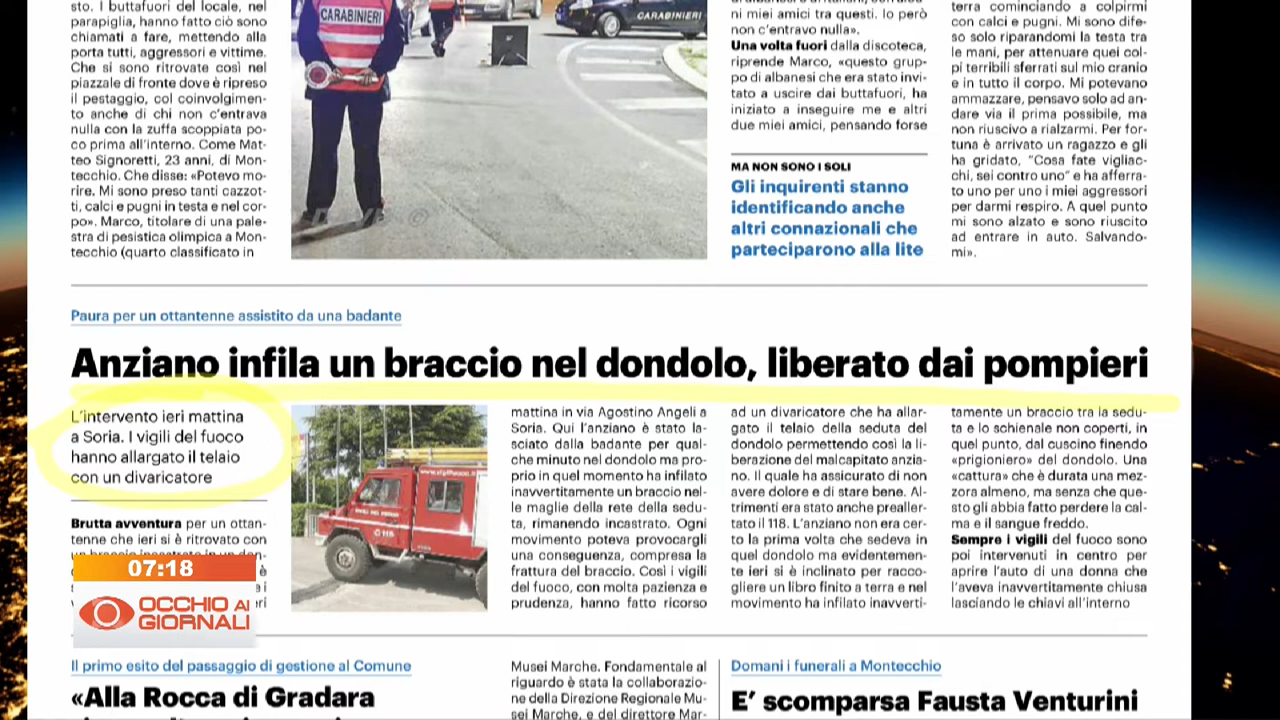 sto. I buttafuori del locale, nel
parapiglia, hanno fatto ciò sono
chiamati a fare, mettendo alla
porta tutti, aggressori e vittime.
Che si sono ritrovate così nel
piazzale di fronte dove è ripreso
il pestaggio, col coinvolgimen-
to anche di chi non c'entrava
nulla con la zuffa scoppiata po-
co prima all'interno. Come Mat-
teo Signoretti, 23 anni, di Mon-
tecchio. Che disse: «Potevo mo-
rire. Mi sono preso tanti cazzot-
ti, calci e pugni in testa e nel cor-
po». Marco, titolare di una pale-
stra di pesistica olimpica a Mon-
tecchio (quarto classificato in
CARABINIERI
CARABINIERI
ni miei amici tra questi. Io però
non c'entravo nulla».
Una volta fuori dalla discoteca,
riprende Marco, «questo grup-
po di albanesi che era stato invi-
tato a uscire dai buttafuori, ha
iniziato a inseguire me e altri
due miei amici, pensando forse
MA NON SONO I SOLI
Gli inquirenti stanno
identificando anche
altri connazionali che
parteciparono alla lite
terra cominciando a colpirmi
con calci e pugni. Mi sono dife-
so solo riparandomi la testa tra
le mani, per attenuare quei col-
pi terribili sferrati sul mio cranio
e in tutto il corpo. Mi potevano
ammazzare, pensavo solo ad an-
dare via il prima possibile, ma
non riuscivo a rialzarmi. Per for-
tuna è arrivato un ragazzo e gli
ha gridato, "Cosa fate vigliac-
chi, sei contro uno" e ha afferra-
to uno per uno i miei aggressori
per darmi respiro. A quel punto
mi sono alzato e sono riuscito
ad entrare in auto. Salvando-
mi».
Paura per un ottantenne assistito da una badante
Anziano infila un braccio nel dondolo, liberato dai pompieri
L'intervento ieri mattina
a Soria. I vigili del fuoco
hanno allargato il telaio
con un divaricatore
Brutta avventura per un ottan-
tenne che ieri si è ritrovato con
07:18
OCCHIO AI
GIORNALI
mattina in via Agostino Angeli a
Soria. Qui l'anziano è stato la-
sciato dalla badante per qual-
che minuto nel dondolo ma pro-
prio in quel momento ha infilato
inavvertitamente un braccio nel-
le maglie della rete della sedu-
ta, rimanendo incastrato. Ogni
movimento poteva provocargli
una conseguenza, compresa la
frattura del braccio. Così i vigili
del fuoco, con molta pazienza e
prudenza, hanno fatto ricorso
ad un divaricatore che ha allar-
gato il telaio della seduta del
dondolo permettendo così la li-
berazione del malcapitato anzia-
no. Il quale ha assicurato di non
avere dolore e di stare bene. Al-
trimenti era stato anche prealler-
tato il 118. L'anziano non era cer-
to la prima volta che sedeva in
quel dondolo ma evidentemen-
te ieri si è inclinato per racco-
gliere un libro finito a terra e nel
movimento ha infilato inavverti-
tamente un braccio tra la sedu-
ta e lo schienale non coperti, in
quel punto, dal cuscino finendo
«prigioniero» del dondolo. Una
«cattura» che è durata una mez-
zora almeno, ma senza che que-
sto gli abbia fatto perdere la cal-
ma e il sangue freddo.
Sempre i vigili del fuoco sono
poi intervenuti in centro per
aprire l'auto di una donna che
l'aveva inavvertitamente chiusa
lasciando le chiavi all'interno
Il primo esito del passaggio di gestione al Comune
«Alla Rocca di Gradara
Musei Marche. Fondamentale al
riguardo è stata la collaborazio-
ne della Direzione Regionale Mu-
sei Marche, e del direttore Mar-
Domani i funerali a Montecchio
E' scomparsa Fausta Venturini